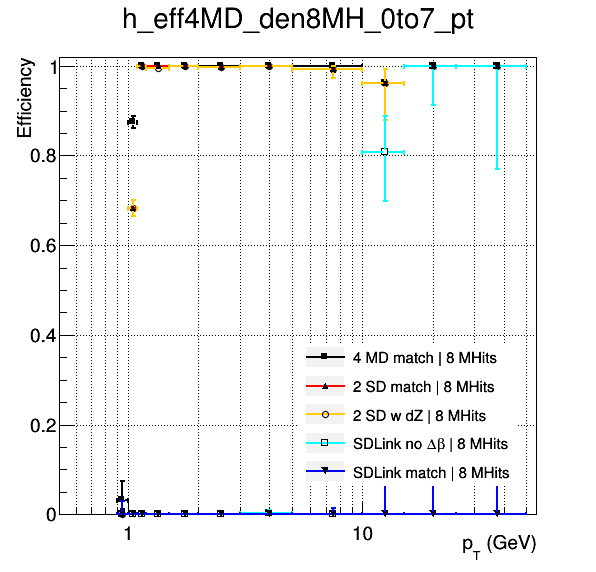 h_eff4MD_den8MH_0to7_pt
Efficiency
1
0.8
0.6
0.4
0.2
0
4 MD match | 8 MHits
2 SD match | 8 MHits
2 SD w dZ | 8 MHits
SDLink no Δβ | 8 MHits
SDLink match | 8 MHits
1 10
p_T (GeV)